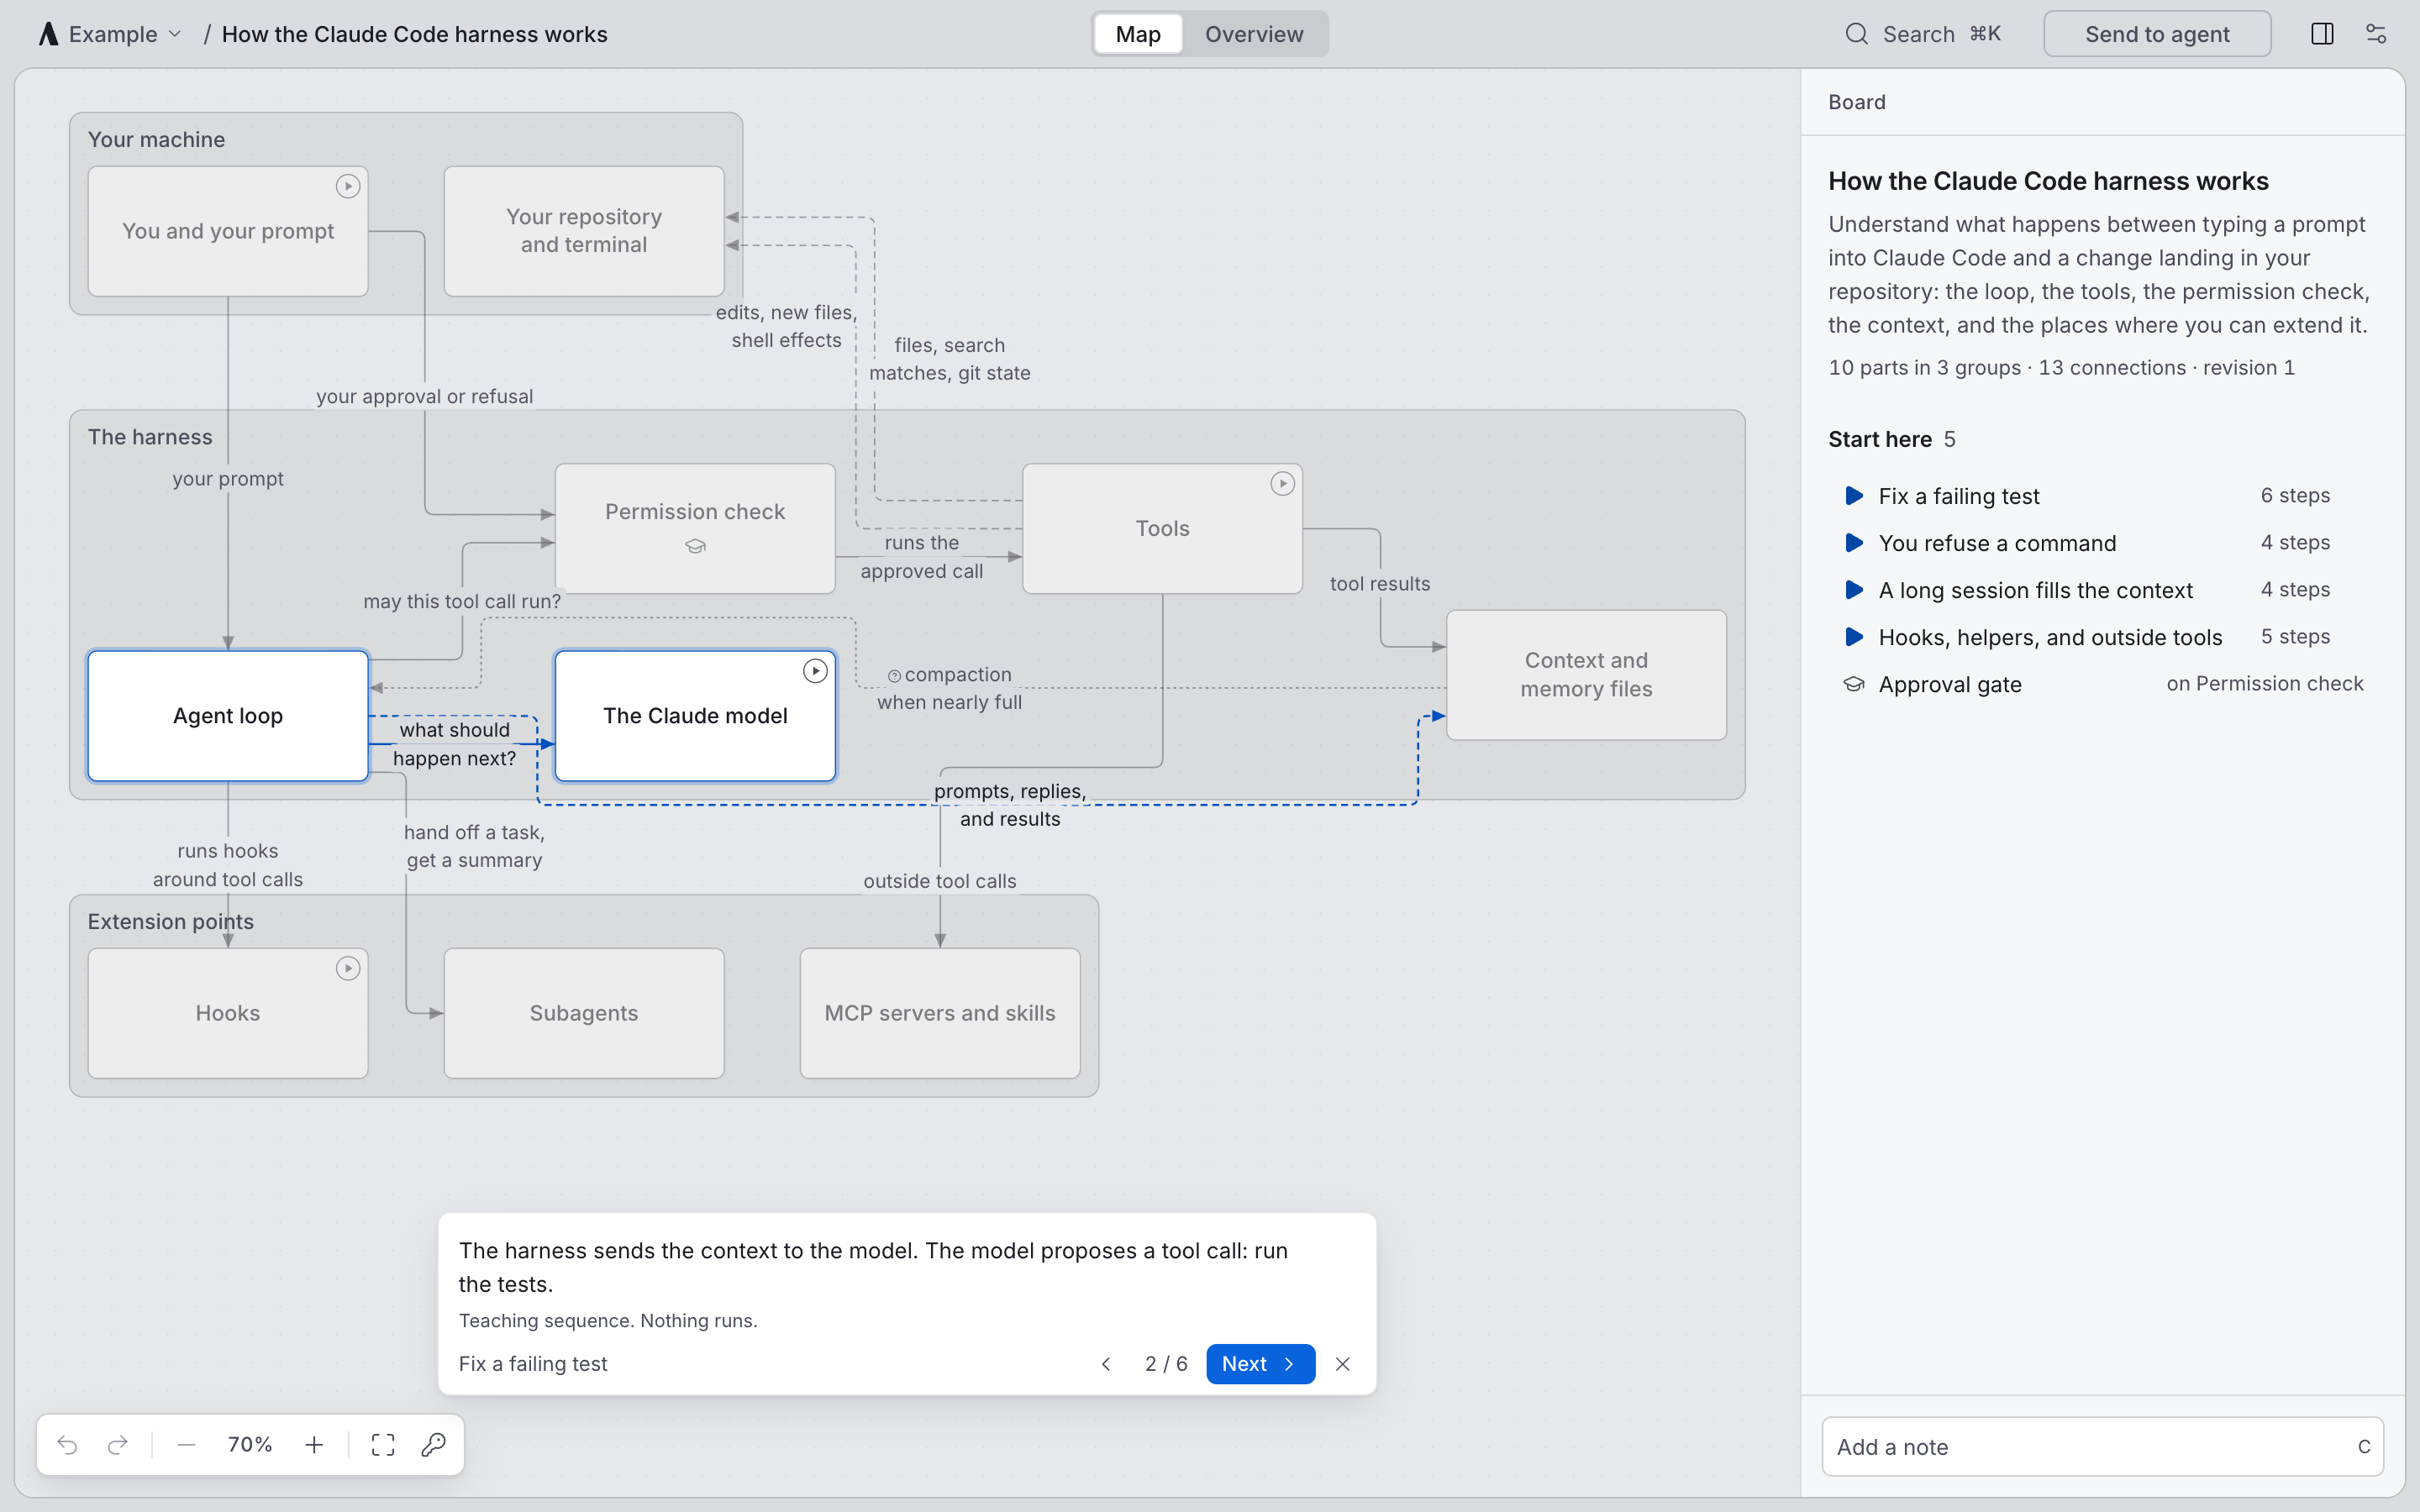 Example / How the Claude Code harness works
Map Overview
Search ⌘K
Send to agent
Your machine
You and your prompt
Your repository
and terminal
edits, new files,
shell effects
files, search
matches, git state
your approval or refusal
The harness
your prompt
Permission check
Tools
runs the
approved call
tool results
may this tool call run?
Context and
memory files
compaction
when nearly full
Agent loop
The Claude model
what should
happen next?
prompts, replies,
and results
hand off a task,
get a summary
runs hooks
around tool calls
outside tool calls
Extension points
Hooks
Subagents
MCP servers and skills
The harness sends the context to the model. The model proposes a tool call: run
the tests.
Teaching sequence. Nothing runs.
Fix a failing test
2 / 6
Next
70%
Board
How the Claude Code harness works
Understand what happens between typing a prompt
into Claude Code and a change landing in your
repository: the loop, the tools, the permission check,
the context, and the places where you can extend it.
10 parts in 3 groups · 13 connections · revision 1
Start here 5
Fix a failing test 6 steps
You refuse a command 4 steps
A long session fills the context 4 steps
Hooks, helpers, and outside tools 5 steps
Approval gate on Permission check
Add a note C